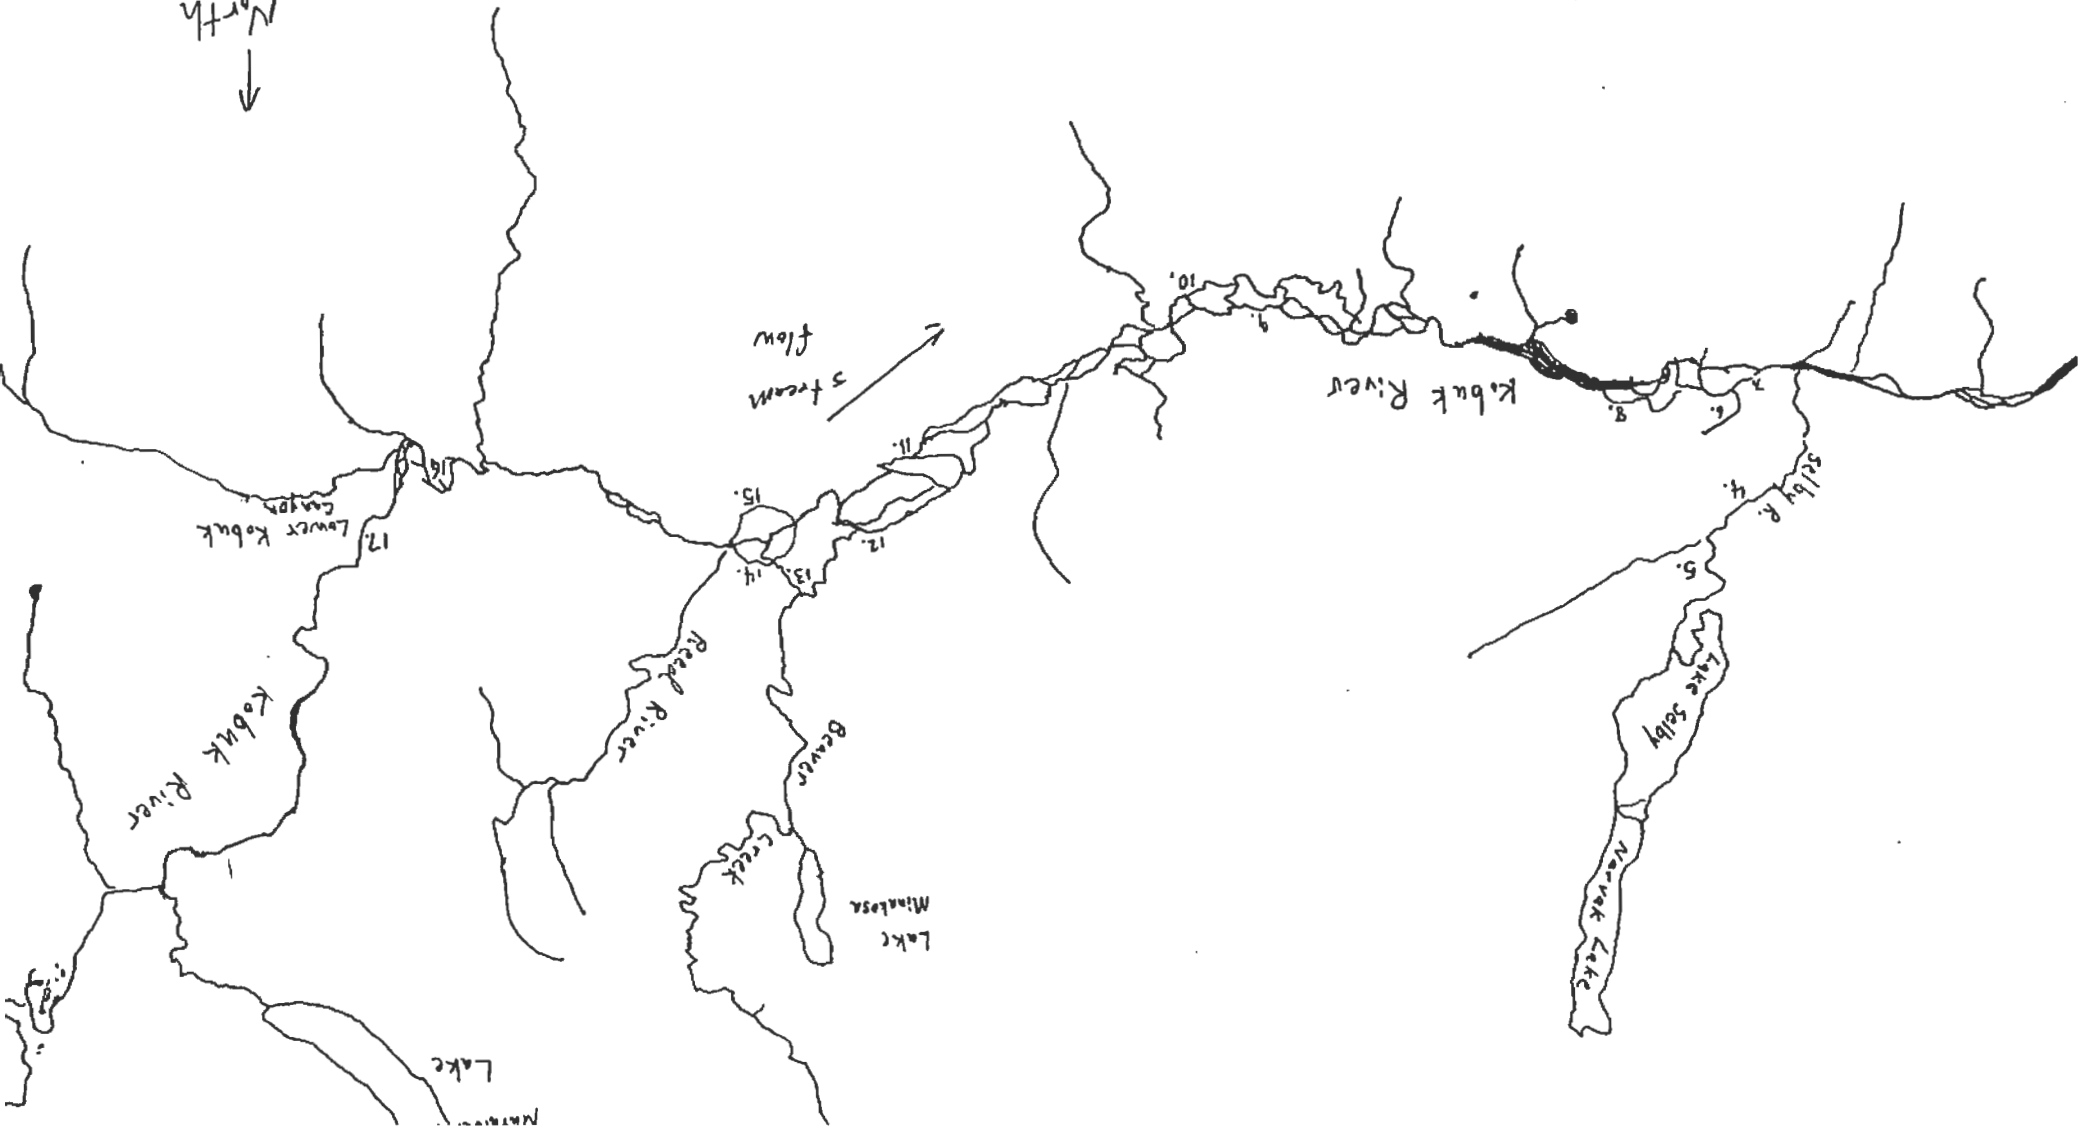 Lake
Narvak Lake
Lake
Minakosa
Lake Selby
Beaver
Creek
Reed River
Kobuk River
5.
4.
Selby R.
13.
14.
12.
17.
Lower Kobuk
Canyon
15.
16.
11.
6.
8.
7.
Kobuk River
Stream
flow
9.
10.
North